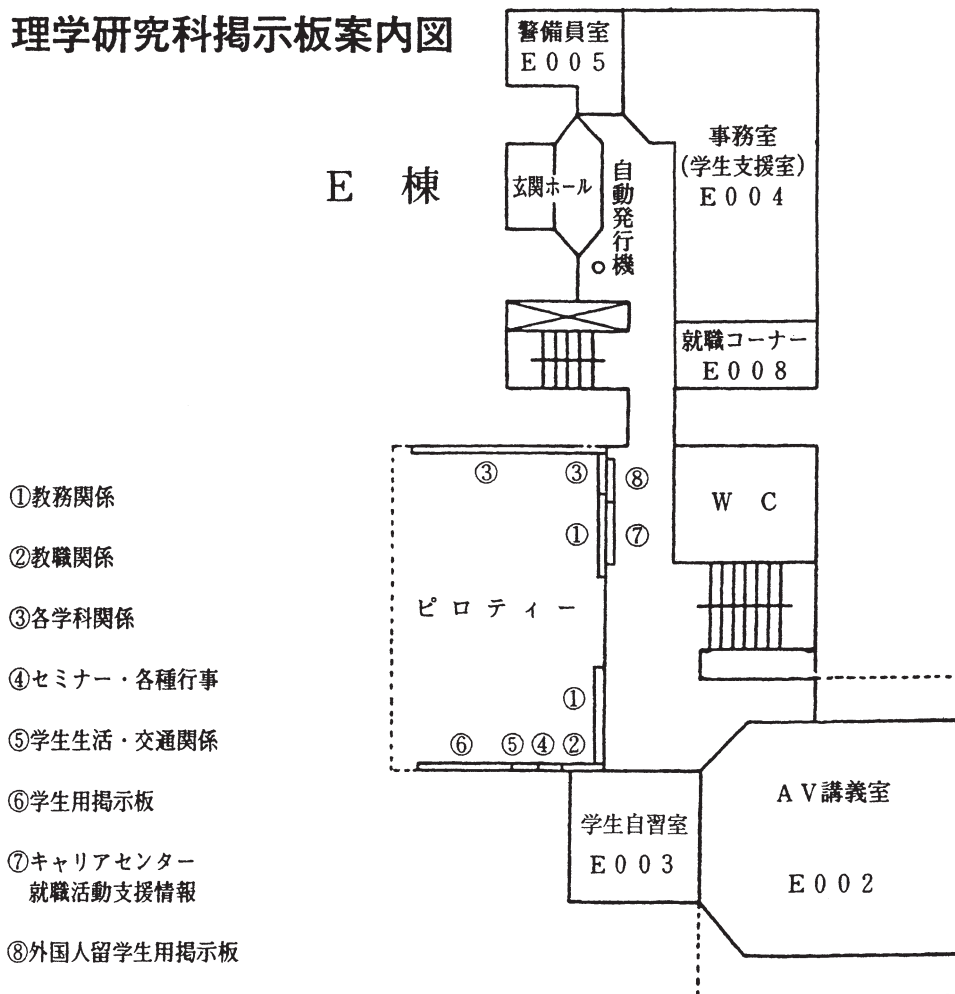 理学研究科掲示板案内図
警備員室
E005
事務室
(学生支援室)
E004
E 棟
玄関ホール
自動発行機
就職コーナー
E008
③
③
⑧
WC
①
⑦
ピロティー
①
⑥
⑤
④
②
学生自習室
E003
AV講義室
E002
①教務関係
②教職関係
③各学科関係
④セミナー・各種行事
⑤学生生活・交通関係
⑥学生用掲示板
⑦キャリアセンター
就職活動支援情報
⑧外国人留学生用掲示板